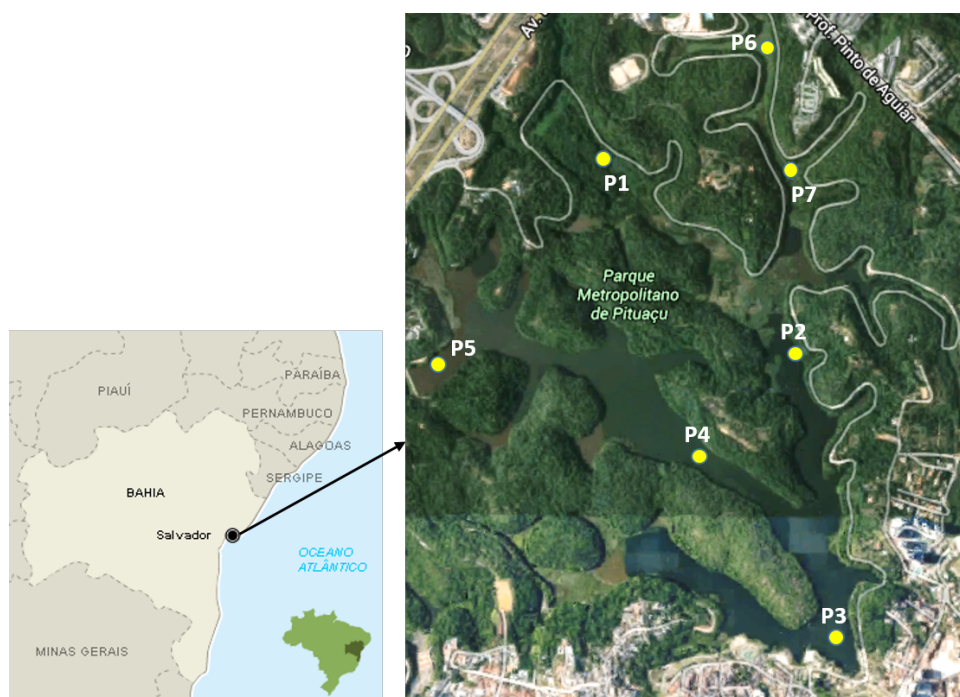 PIAUÍ
PARAÍBA
PERNAMBUCO
ALAGOAS
SERGIPE
BAHIA
Salvador
OCEANO
ATLÂNTICO
MINAS GERAIS
Av.
Prof. Pinto de Aguiar
P6
P1
P7
Parque
Metropolitano
de Pituaçu
P2
P5
P4
P3